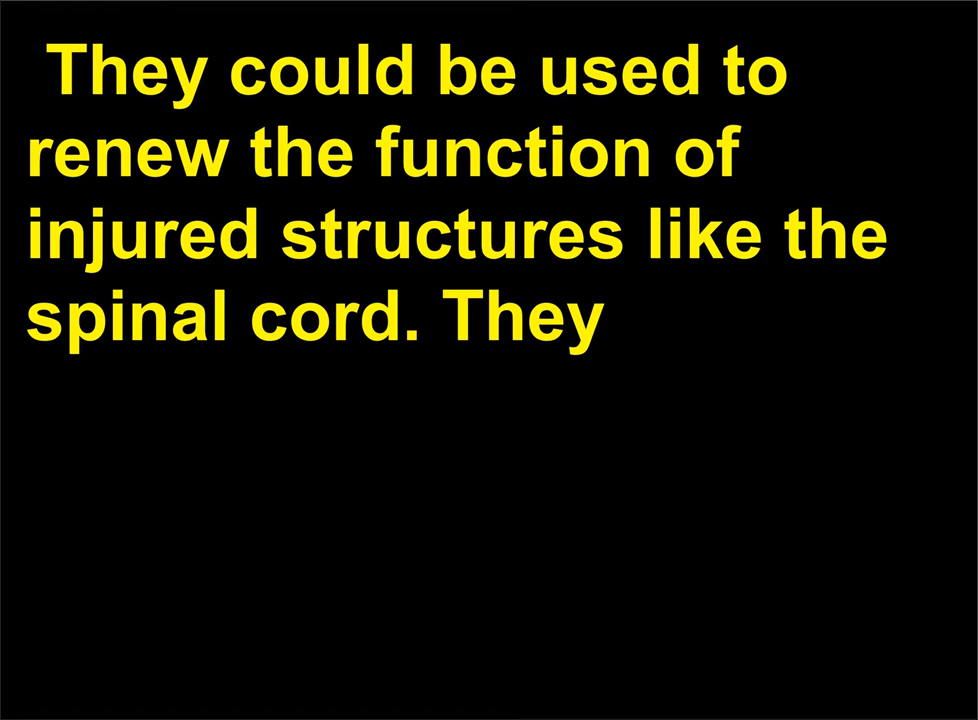 They could be used to
renew the function of
injured structures like the
spinal cord. They